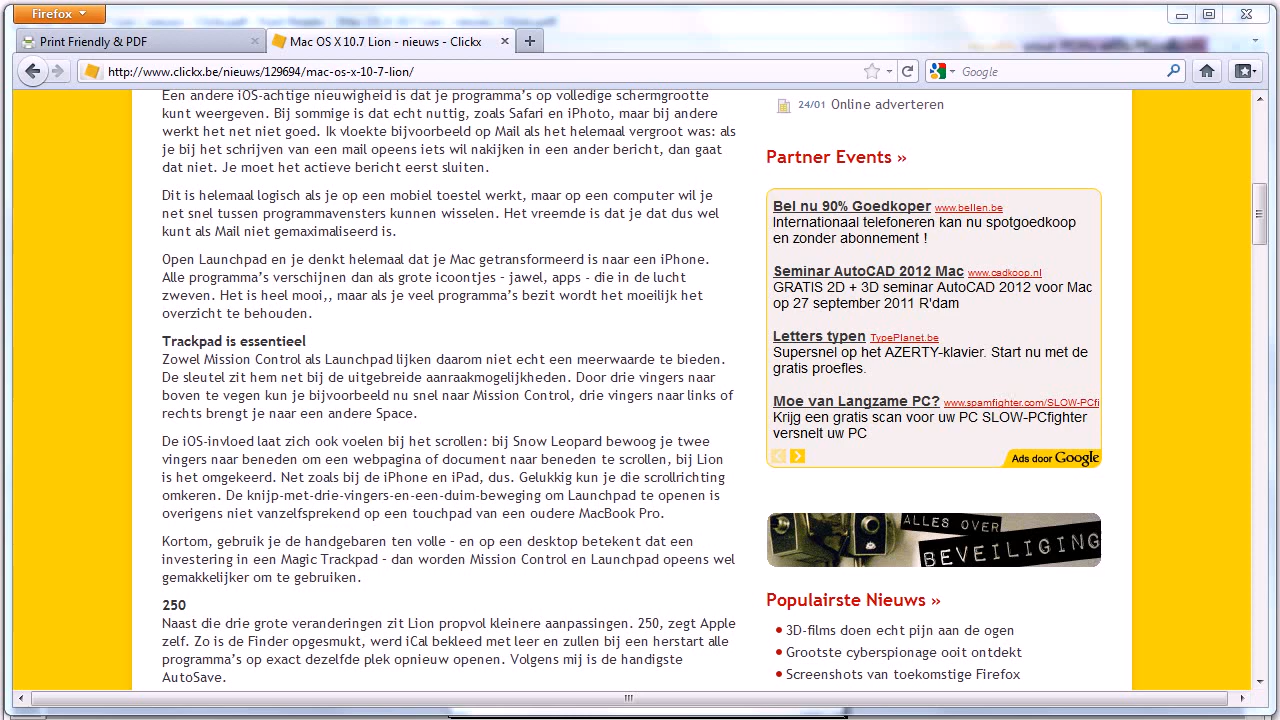 Firefox
Print Friendly & PDF
Mac OS X 10.7 Lion - nieuws - Clickx
http://www.clickx.be/nieuws/129694/mac-os-x-10-7-lion/
Google
Een andere iOS-achtige nieuwigheid is dat je programma's op volledige schermgrootte
kunt weergeven. Bij sommige is dat echt nuttig, zoals Safari en iPhoto, maar bij andere
werkt het net niet goed. Ik vloekte bijvoorbeeld op Mail als het helemaal vergroot was: als
je bij het schrijven van een mail opeens iets wil nakijken in een ander bericht, dan gaat
dat niet. Je moet het actieve bericht eerst sluiten.
Dit is helemaal logisch als je op een mobiel toestel werkt, maar op een computer wil je
net snel tussen programmavensters kunnen wisselen. Het vreemde is dat je dat dus wel
kunt als Mail niet gemaximaliseerd is.
Open Launchpad en je denkt helemaal dat je Mac getransformeerd is naar een iPhone.
Alle programma's verschijnen dan als grote icoontjes - jawel, apps - die in de lucht
zweven. Het is heel mooi,, maar als je veel programma's bezit wordt het moeilijk het
overzicht te behouden.
Trackpad is essentieel
Zowel Mission Control als Launchpad lijken daarom niet echt een meerwaarde te bieden.
De sleutel zit hem net bij de uitgebreide aanraakmogelijkheden. Door drie vingers naar
boven te vegen kun je bijvoorbeeld nu snel naar Mission Control, drie vingers naar links of
rechts brengt je naar een andere Space.
De iOS-invloed laat zich ook voelen bij het scrollen: bij Snow Leopard bewoog je twee
vingers naar beneden om een webpagina of document naar beneden te scrollen, bij Lion
is het omgekeerd. Net zoals bij de iPhone en iPad, dus. Gelukkig kun je die scrollrichting
omkeren. De knijp-met-drie-vingers-en-een-duim-beweging om Launchpad te openen is
overigens niet vanzelfsprekend op een touchpad van een oudere MacBook Pro.
Kortom, gebruik je de handgebaren ten volle – en op een desktop betekent dat een
investering in een Magic Trackpad – dan worden Mission Control en Launchpad opeens wel
gemakkelijker om te gebruiken.
250
Naast die drie grote veranderingen zit Lion propvol kleinere aanpassingen. 250, zegt Apple
zelf. Zo is de Finder opgesmukt, werd iCal bekleed met leer en zullen bij een herstart alle
programma's op exact dezelfde plek opnieuw openen. Volgens mij is de handigste
AutoSave.
24/01 Online adverteren
Partner Events »
Bel nu 90% Goedkoper www.bellen.be
Internationaal telefoneren kan nu spotgoedkoop
en zonder abonnement !
Seminar AutoCAD 2012 Mac www.cadkoop.nl
GRATIS 2D + 3D seminar AutoCAD 2012 voor Mac
op 27 september 2011 R'dam
Letters typen TypePlanet.be
Supersnel op het AZERTY-klavier. Start nu met de
gratis proefles.
Moe van Langzame PC? www.spamfighter.com/SLOW-PCfi
Krijg een gratis scan voor uw PC SLOW-PCfighter
versnelt uw PC
Ads door Google
ALLES OVER
BEVEILIGING
Populairste Nieuws »
3D-films doen echt pijn aan de ogen
Grootste cyberspionage ooit ontdekt
Screenshots van toekomstige Firefox